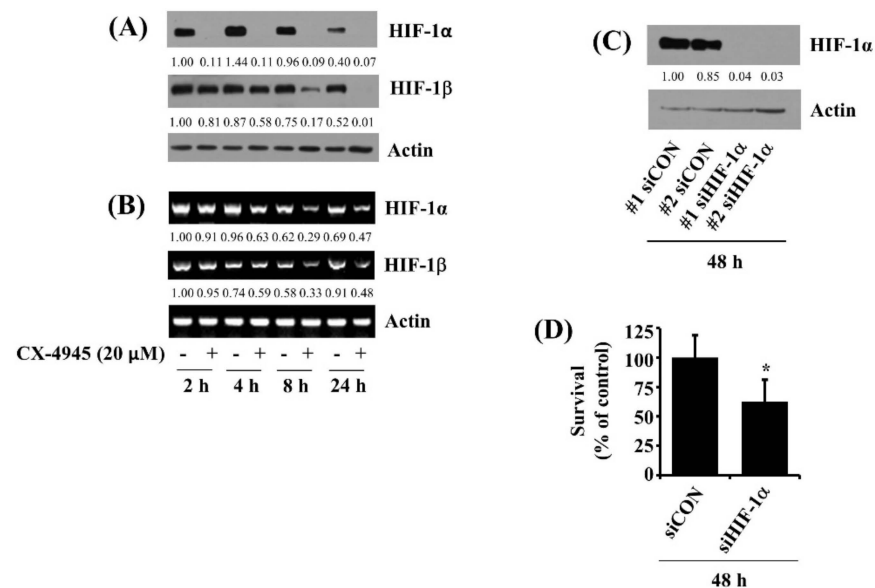 (A)
HIF-1α
1.00 0.11 1.44 0.11 0.96 0.09 0.40 0.07
HIF-1β
1.00 0.81 0.87 0.58 0.75 0.17 0.52 0.01
Actin
(B)
HIF-1α
1.00 0.91 0.96 0.63 0.62 0.29 0.69 0.47
HIF-1β
1.00 0.95 0.74 0.59 0.58 0.33 0.91 0.48
Actin
CX-4945 (20 μM) - + - + - + - +
2 h 4 h 8 h 24 h
(C)
HIF-1α
1.00 0.85 0.04 0.03
Actin
#1 siCON
#2 siCON
#1 siHIF-1α
#2 siHIF-1α
48 h
(D)
Survival
(% of control)
125
100
75
50
25
0
*
siCON
siHIF-1α
48 h